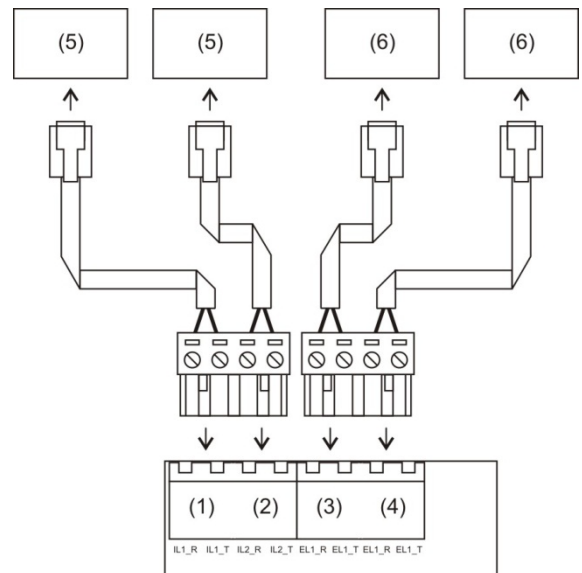 (5) (5) (6) (6)
(1) (2) (3) (4)
IL1_R IL1_T IL2_R IL2_T EL1_R EL1_T EL1_R EL1_T